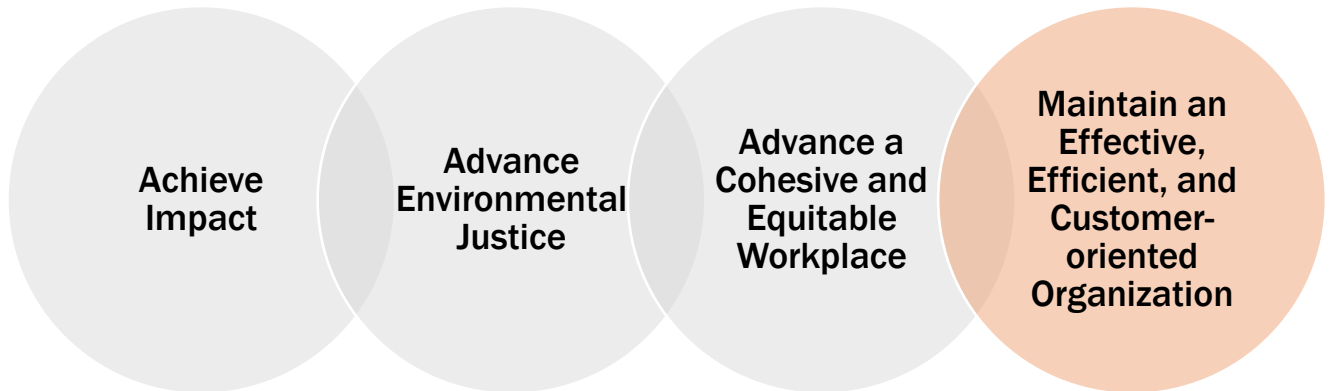 Achieve
Impact
Advance
Environmental
Justice
Advance a
Cohesive and
Equitable
Workplace
Maintain an
Effective,
Efficient, and
Customer-
oriented
Organization